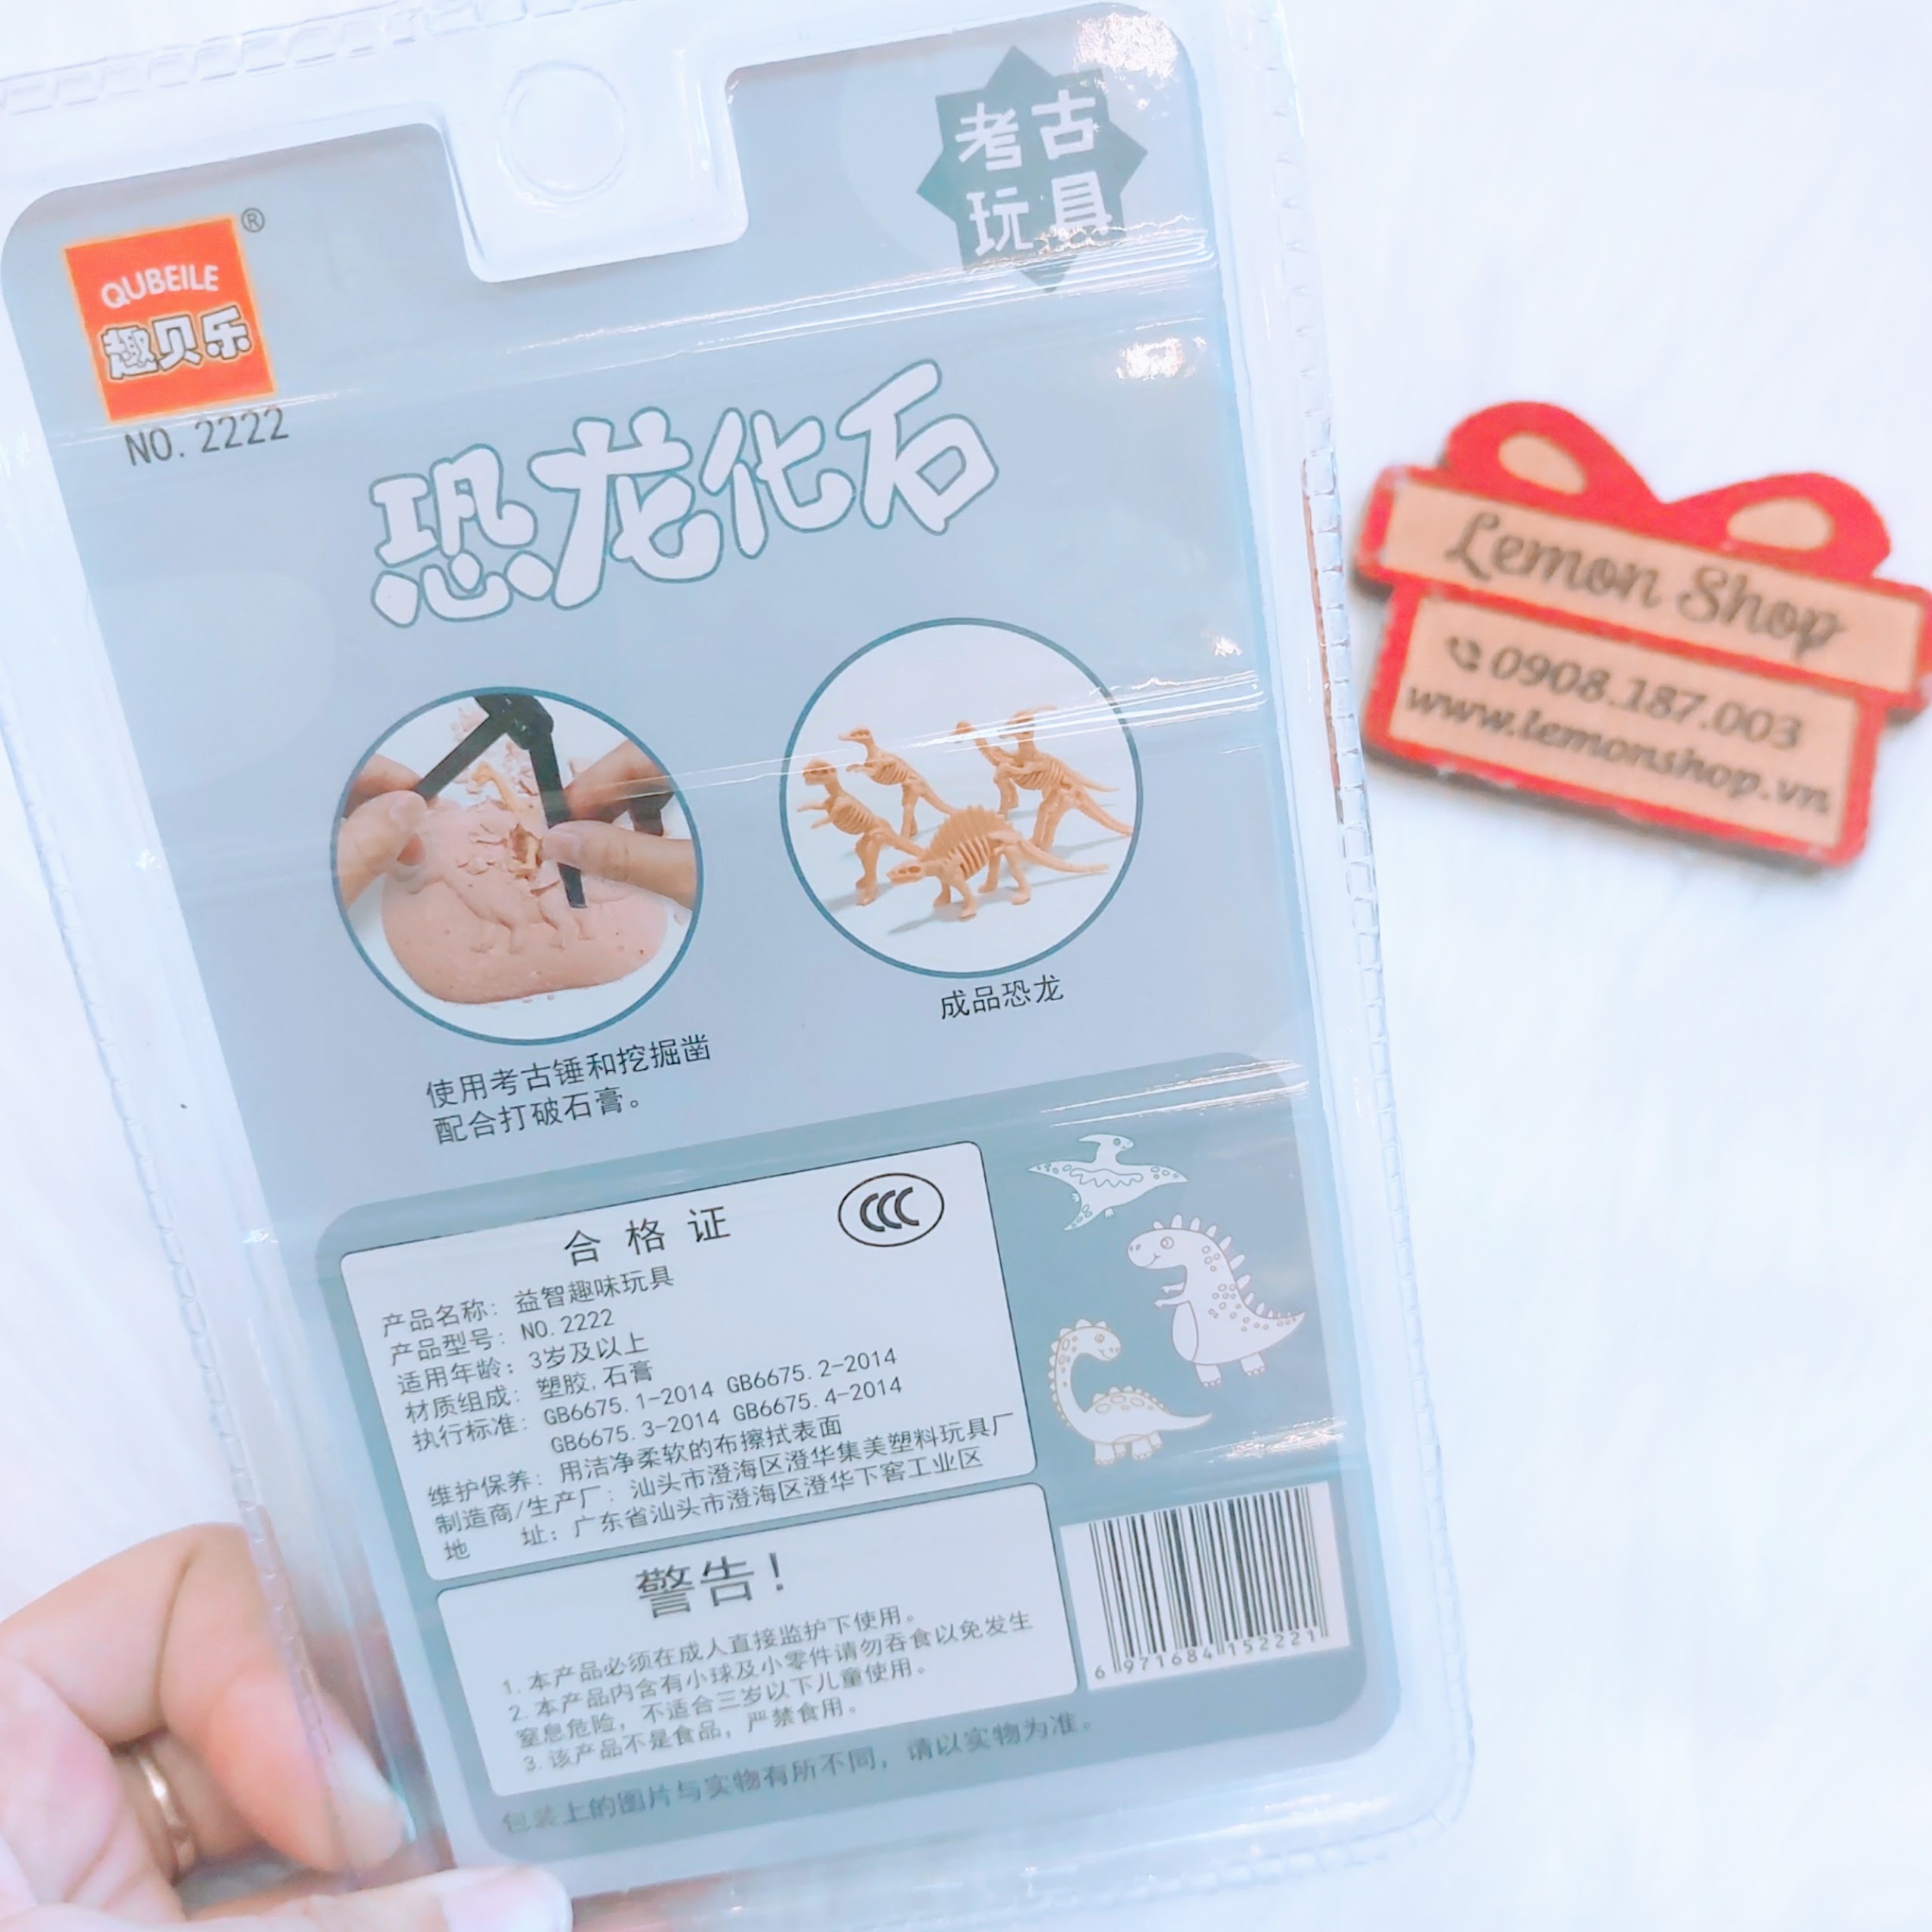 考古
玩具
QUBEILE
®
趣贝乐
NO. 2222
恐龙化石
使用考古锤和挖掘凿
配合打破石膏。
成品恐龙
合格证
CCC
产品名称: 益智趣味玩具
产品型号: NO. 2222
适用年龄: 3岁及以上
材质组成: 塑胶, 石膏
执行标准: GB6675. 1-2014 GB6675. 2-2014
GB6675. 3-2014 GB6675. 4-2014
维护保养: 用洁净柔软的布擦拭表面
制造商/生产厂: 汕头市澄海区澄华集美塑料玩具厂
地 址: 广东省汕头市澄海区澄华下窖工业区
警告!
1. 本产品必须在成人直接监护下使用。
2. 本产品内含有小球及小零件请勿吞食以免发生
窒息危险, 不适合三岁以下儿童使用。
3. 该产品不是食品, 严禁食用。
包装上的图片与实物有所不同, 请以实物为准。
6 971684 152221
Lemon Shop
0908.187.003
www.lemonshop.vn